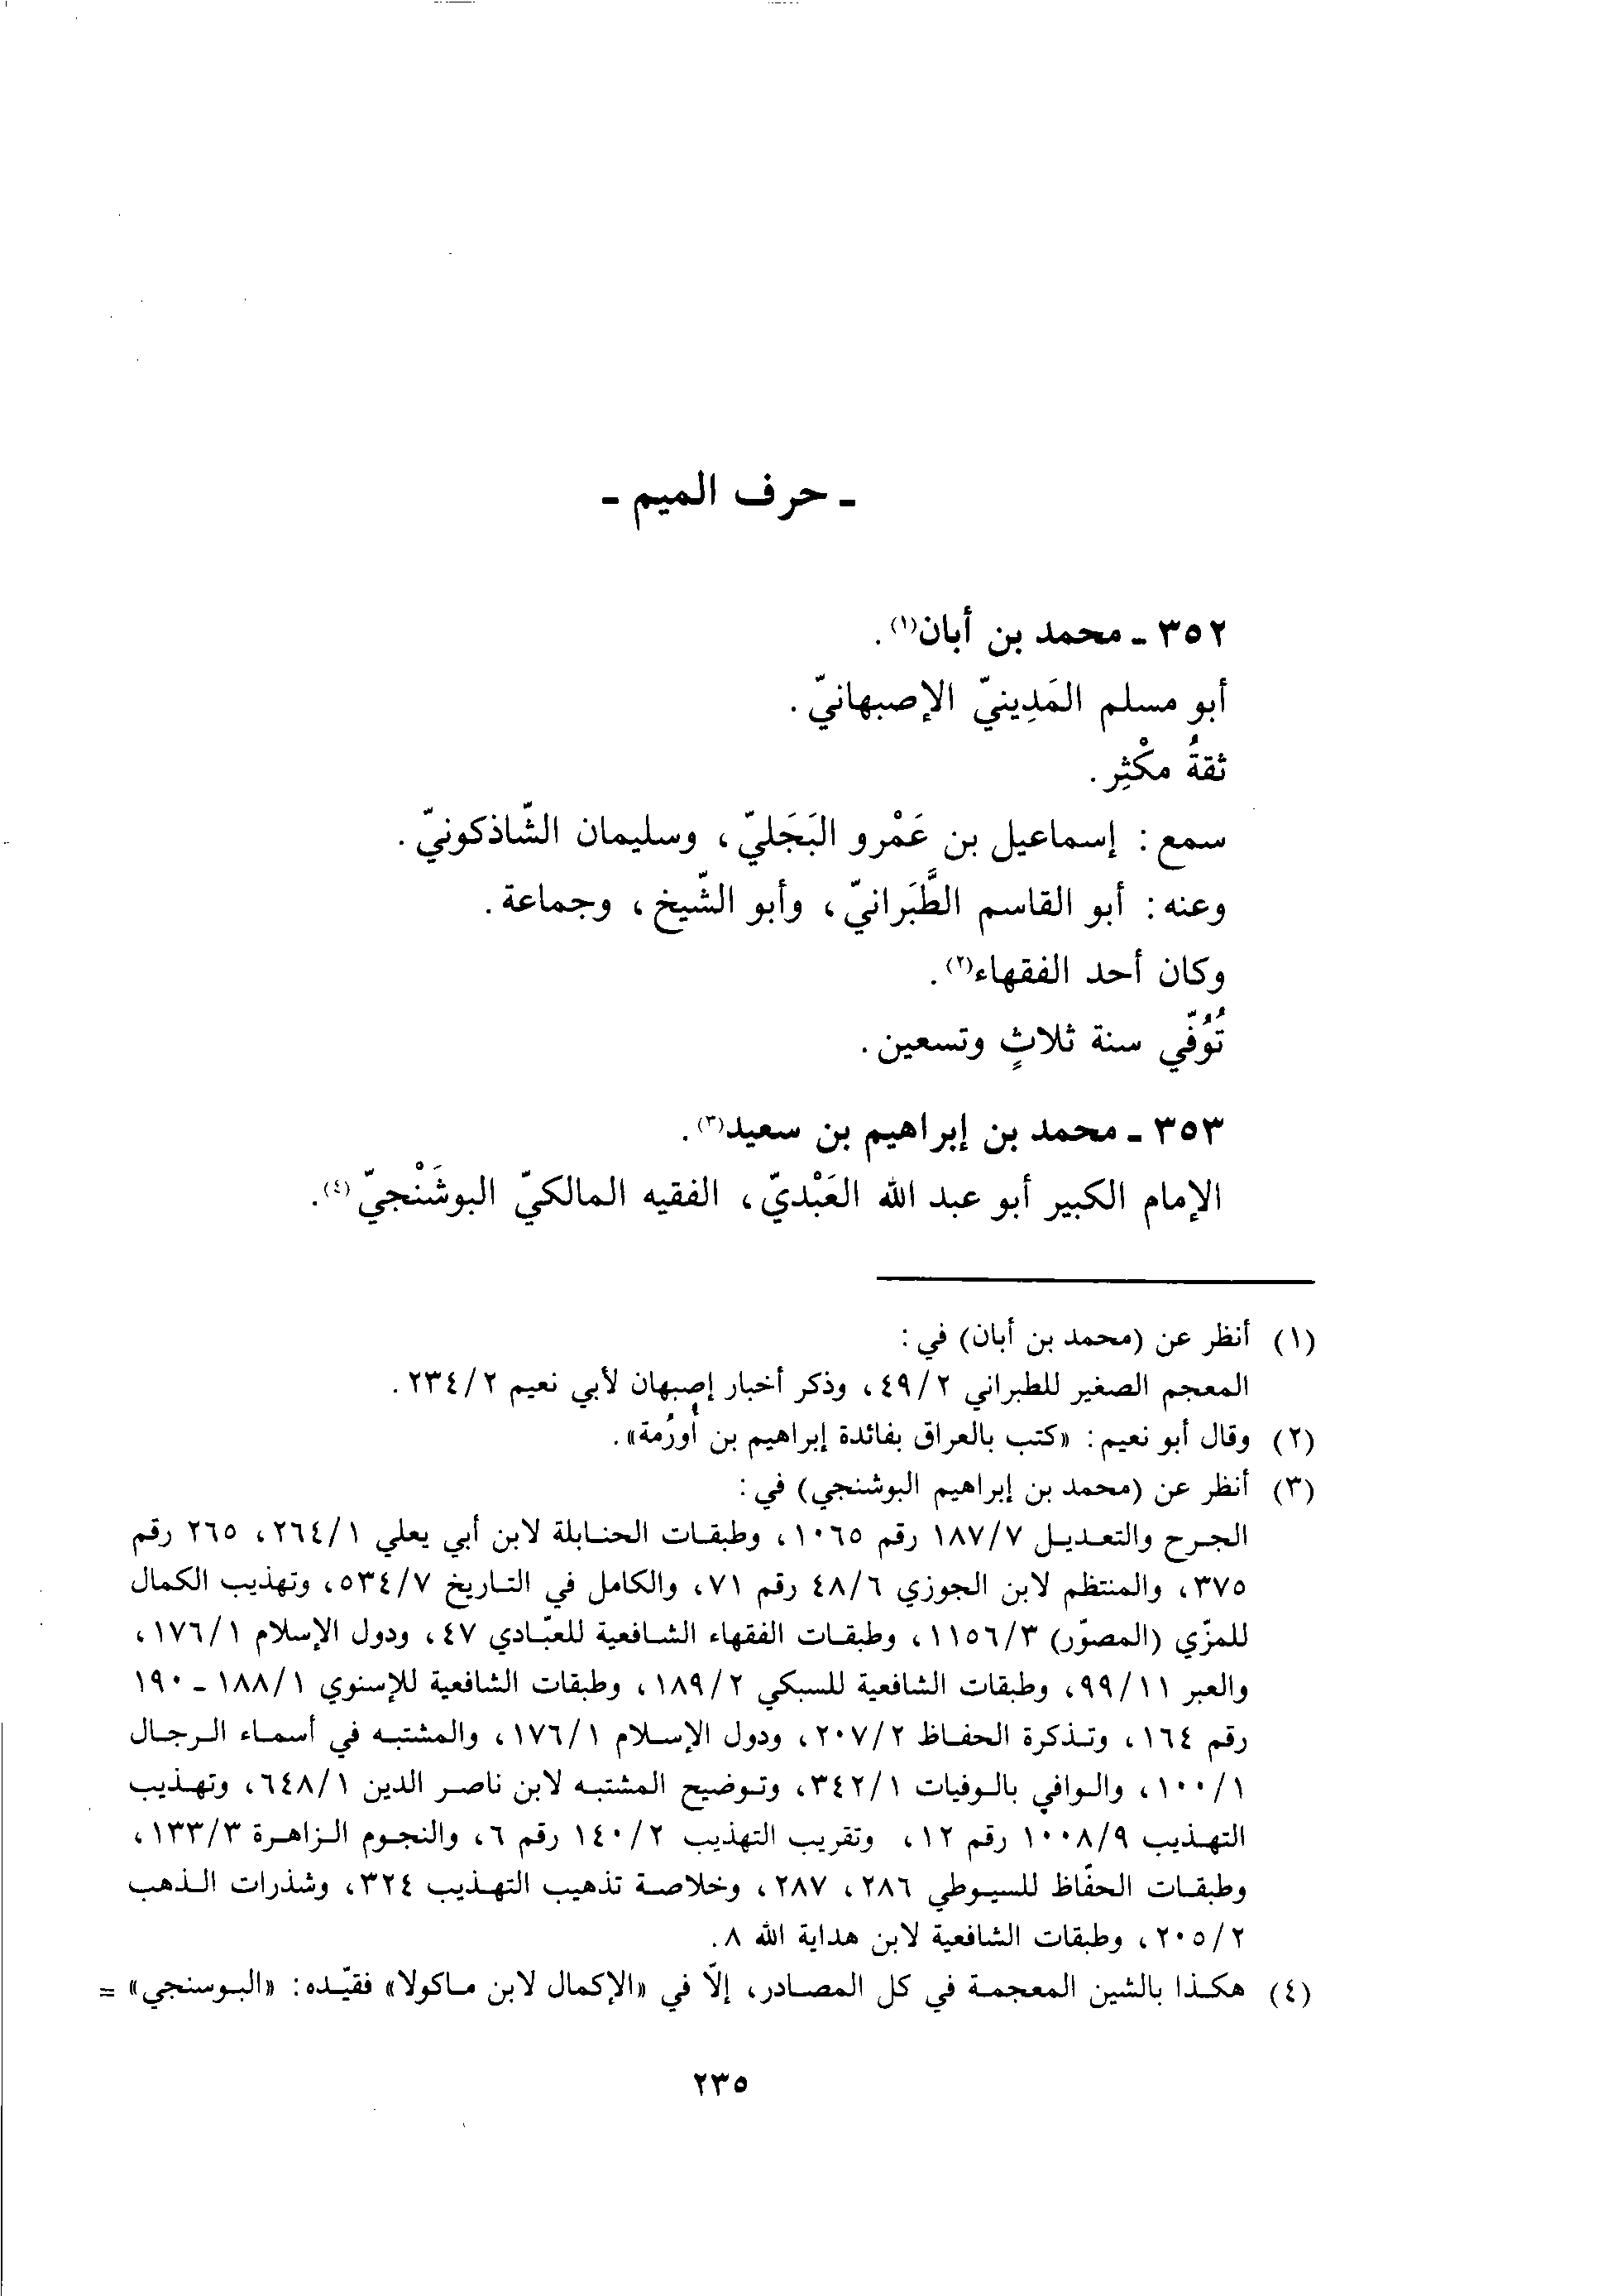 ـ حرف الميم ـ
٣٥٢ ـ محمد بن أبان(١).
أبو مسلم المَدِينيّ الإصبهانيّ.
ثقةُ مكْثِر.
سمع: إسماعيل بن عَمْرو البَجَليّ، وسليمان الشّاذكونيّ.
وعنه: أبو القاسم الطَّبَرانيّ، وأبو الشّيخ، وجماعة.
وكان أحد الفقهاء(٢).
تُوُفّي سنة ثلاثٍ وتسعين.
٣٥٣ ـ محمد بن إبراهيم بن سعيد(٣).
الإمام الكبير أبو عبد الله العَبْديّ، الفقيه المالكيّ البوشَنْجيّ(٤).
(١) أنظر عن (محمد بن أبان) في:
المعجم الصغير للطبراني ٤٩/٢، وذكر أخبار إصبهان لأبي نعيم ٢٣٤/٢.
(٢) وقال أبو نعيم: «كتب بالعراق بفائدة إبراهيم بن أُورُمة».
(٣) أنظر عن (محمد بن إبراهيم البوشنجي) في:
الجرح والتعديل ١٨٧/٧ رقم ١٠٦٥، وطبقات الحنابلة لابن أبي يعلي ٢٦٤/١، ٢٦٥ رقم
٣٧٥، والمنتظم لابن الجوزي ٤٨/٦ رقم ٧١، والكامل في التاريخ ٥٣٤/٧، وتهذيب الكمال
للمزّي (المصوّر) ١١٥٦/٣، وطبقات الفقهاء الشافعية للعبّادي ٤٧، ودول الإسلام ١٧٦/١،
والعبر ٩٩/١١، وطبقات الشافعية للسبكي ١٨٩/٢، وطبقات الشافعية للإسنوي ١٨٨/١ ـ ١٩٠
رقم ١٦٤، وتذكرة الحفاظ ٢٠٧/٢، ودول الإسلام ١٧٦/١، والمشتبه في أسماء الرجال
١٠٠/١، والوافي بالوفيات ٣٤٢/١، وتوضيح المشتبه لابن ناصر الدين ٦٤٨/١، وتهذيب
التهذيب ١٠٠٨/٩ رقم ١٢، وتقريب التهذيب ١٤٠/٢ رقم ٦، والنجوم الزاهرة ١٣٣/٣،
وطبقات الحفّاظ للسيوطي ٢٨٦، ٢٨٧، وخلاصة تذهيب التهذيب ٣٢٤، وشذرات الذهب
٢٠٥/٢، وطبقات الشافعية لابن هداية الله ٨.
(٤) هكذا بالشين المعجمة في كل المصادر، إلّا في «الإكمال لابن ماكولا» فقيّده: «البوسنجي» =
٢٣٥